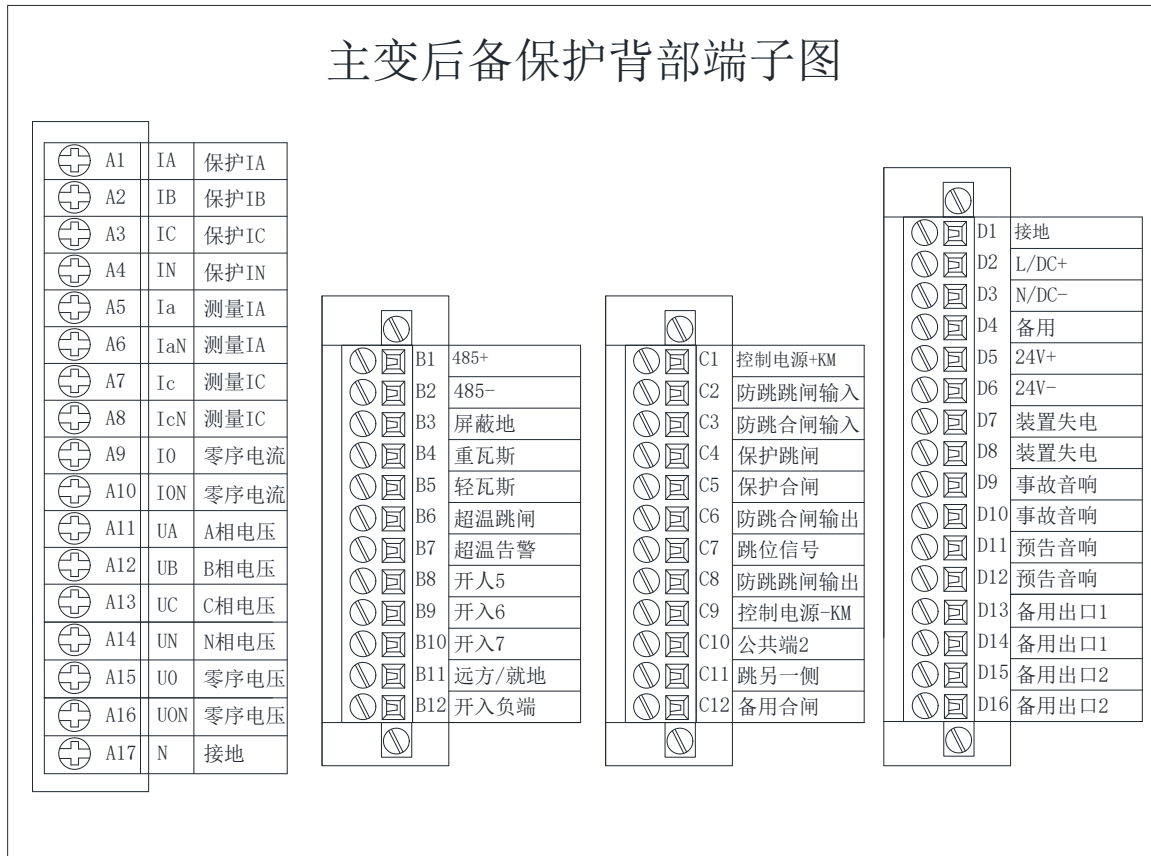 主变后备保护背部端子图
A1 IA 保护IA
A2 IB 保护IB
A3 IC 保护IC
A4 IN 保护IN
A5 Ia 测量IA
A6 IaN 测量IA
A7 Ic 测量IC
A8 IcN 测量IC
A9 I0 零序电流
A10 I0N 零序电流
A11 UA A相电压
A12 UB B相电压
A13 UC C相电压
A14 UN N相电压
A15 U0 零序电压
A16 U0N 零序电压
A17 N 接地
B1 485+
B2 485-
B3 屏蔽地
B4 重瓦斯
B5 轻瓦斯
B6 超温跳闸
B7 超温告警
B8 开人5
B9 开入6
B10 开入7
B11 远方/就地
B12 开入负端
C1 控制电源+KM
C2 防跳跳闸输入
C3 防跳合闸输入
C4 保护跳闸
C5 保护合闸
C6 防跳合闸输出
C7 跳位信号
C8 防跳跳闸输出
C9 控制电源-KM
C10 公共端2
C11 跳另一侧
C12 备用合闸
D1 接地
D2 L/DC+
D3 N/DC-
D4 备用
D5 24V+
D6 24V-
D7 装置失电
D8 装置失电
D9 事故音响
D10 事故音响
D11 预告音响
D12 预告音响
D13 备用出口1
D14 备用出口1
D15 备用出口2
D16 备用出口2